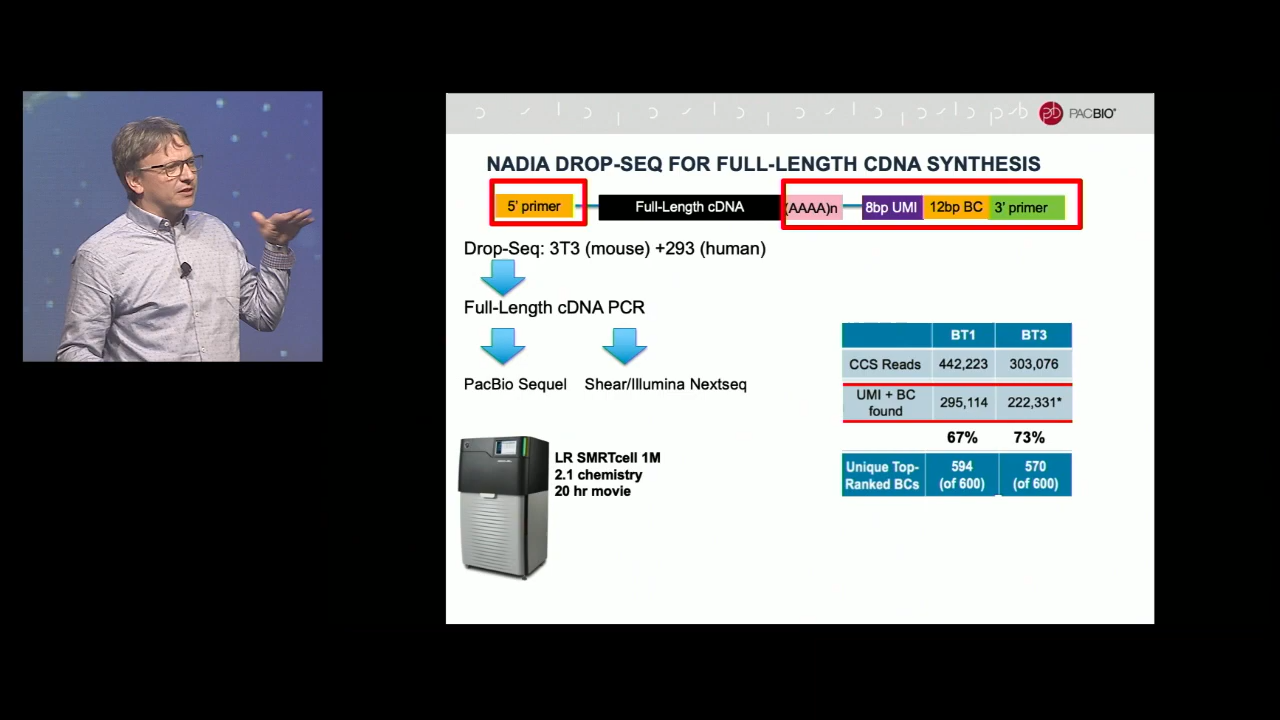 PACBIO®
NADIA DROP-SEQ FOR FULL-LENGTH CDNA SYNTHESIS
5' primer Full-Length cDNA (AAAA)n 8bp UMI 12bp BC 3' primer
Drop-Seq: 3T3 (mouse) +293 (human)
Full-Length cDNA PCR
PacBio Sequel Shear/Illumina Nextseq
LR SMRTcell 1M
2.1 chemistry
20 hr movie
BT1 BT3
CCS Reads 442,223 303,076
UMI + BC
found 295,114 222,331*
67% 73%
Unique Top-
Ranked BCs
594
(of 600)
570
(of 600)